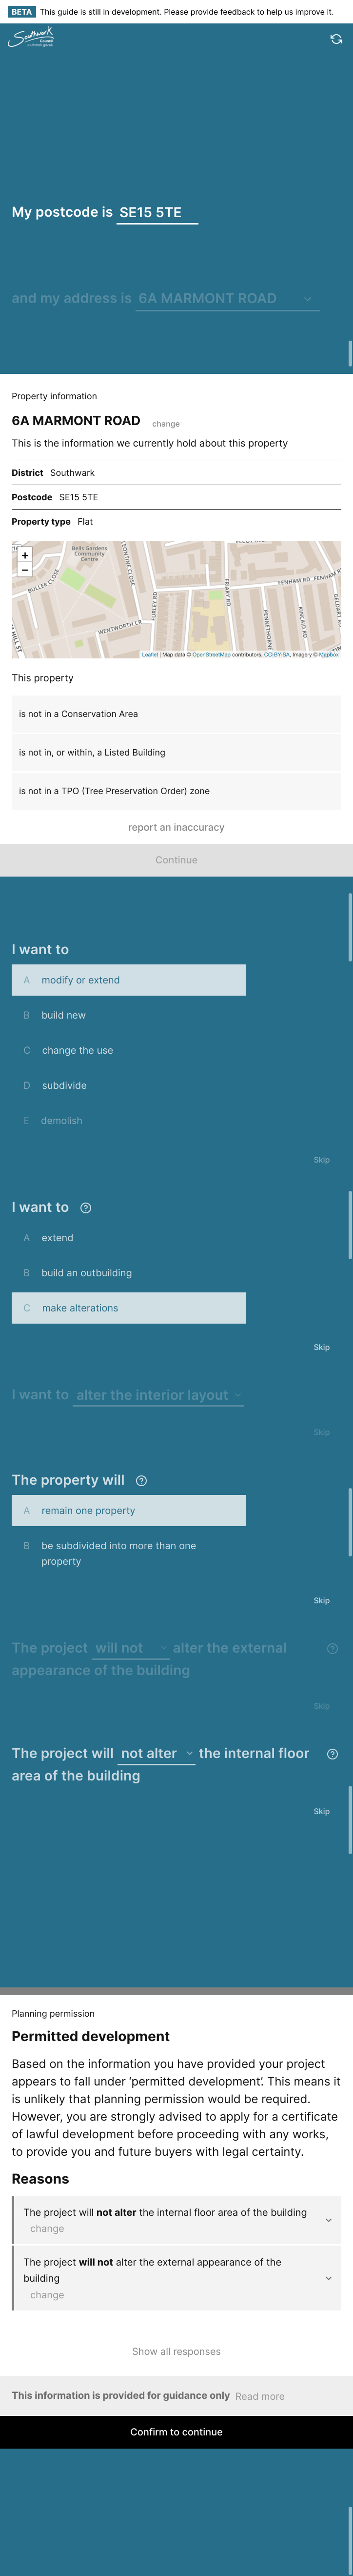 BETA This guide is still in development. Please provide feedback to help us improve it.
Southwark
Council
southwark.gov.uk
My postcode is SE15 5TE
and my address is 6A MARMONT ROAD
Property information
6A MARMONT ROAD change
This is the information we currently hold about this property
District Southwark
Postcode SE15 5TE
Property type Flat
+
−
Bells Gardens
Community
Centre
BULLER CLOSE
LEONTINE CLOSE
FURLEY RD
WENTWORTH CR
FRIARY RD
FENHAM RD
FENHAM R
PENNETHORNE
KINCAID RD
GELDART
HILL ST
Leaflet | Map data © OpenStreetMap contributors, CC-BY-SA, Imagery © Mapbox
This property
is not in a Conservation Area
is not in, or within, a Listed Building
is not in a TPO (Tree Preservation Order) zone
report an inaccuracy
Continue
I want to
A modify or extend
B build new
C change the use
D subdivide
E demolish
Skip
I want to ?
A extend
B build an outbuilding
C make alterations
Skip
I want to alter the interior layout
Skip
The property will ?
A remain one property
B be subdivided into more than one
property
Skip
The project will not alter the external ?
appearance of the building
Skip
The project will not alter the internal floor ?
area of the building
Skip
Planning permission
Permitted development
Based on the information you have provided your project
appears to fall under ‘permitted development’. This means it
is unlikely that planning permission would be required.
However, you are strongly advised to apply for a certificate
of lawful development before proceeding with any works,
to provide you and future buyers with legal certainty.
Reasons
The project will not alter the internal floor area of the building
change
The project will not alter the external appearance of the
building
change
Show all responses
This information is provided for guidance only Read more
Confirm to continue